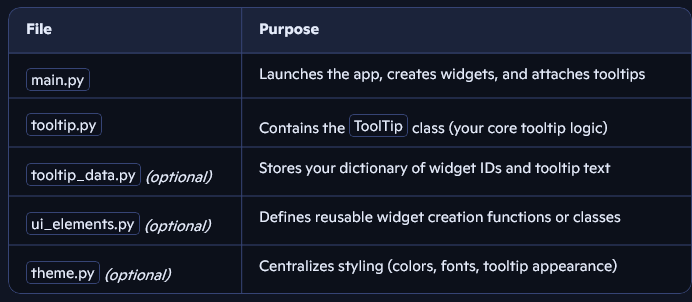 File Purpose
main.py Launches the app, creates widgets, and attaches tooltips
tooltip.py Contains the ToolTip class (your core tooltip logic)
tooltip_data.py (optional) Stores your dictionary of widget IDs and tooltip text
ui_elements.py (optional) Defines reusable widget creation functions or classes
theme.py (optional) Centralizes styling (colors, fonts, tooltip appearance)